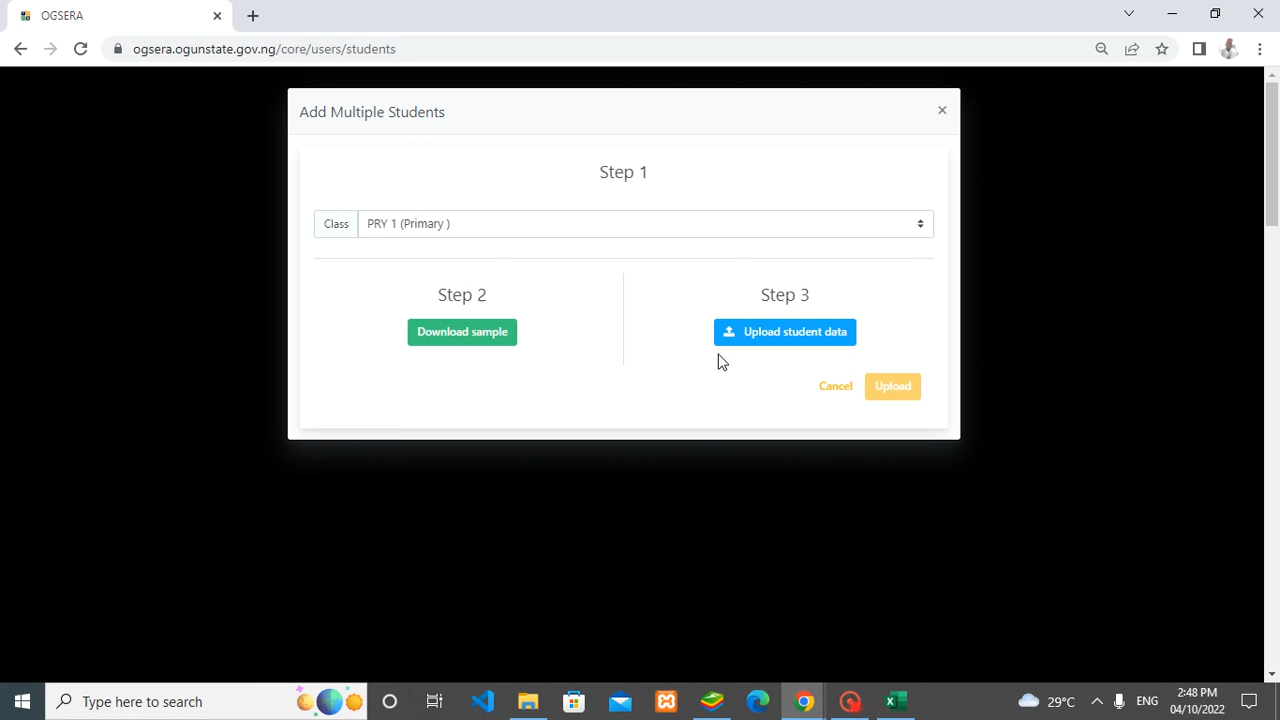 OGSERA
ogsera.ogunstate.gov.ng/core/users/students
Add Multiple Students
Step 1
Class PRY 1 (Primary )
Step 2 Step 3
Download sample Upload student data
Cancel Upload
Type here to search 29°C ENG
2:48 PM
04/10/2022